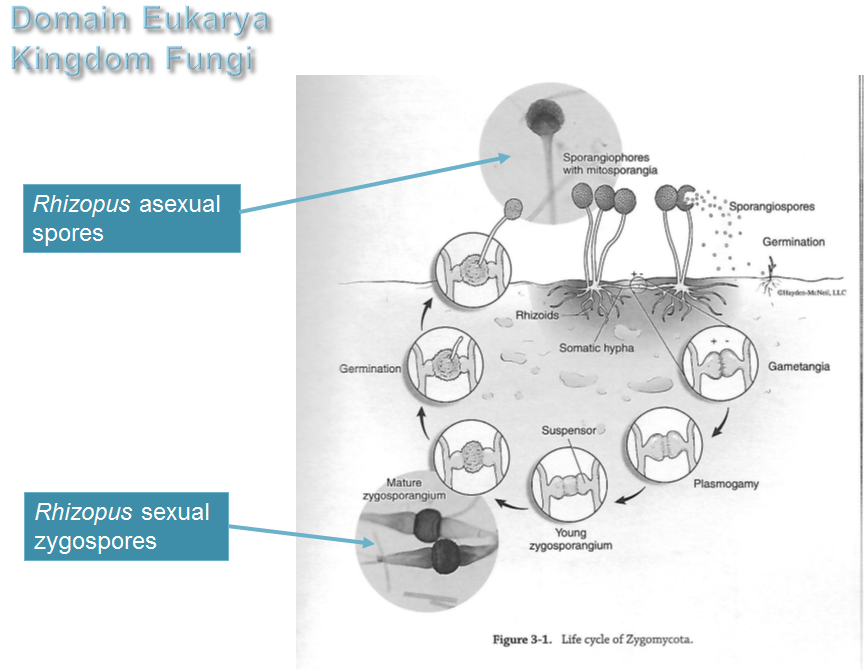 Domain Eukarya
Kingdom Fungi
Rhizopus asexual
spores
Sporangiophores
with mitosporangia
Sporangiospores
Germination
©Hayden-McNeil, LLC
+ -
Rhizoids
Somatic hypha
+ -
Gametangia
Germination
Suspensor
Plasmogamy
Mature
zygosporangium
Young
zygosporangium
Rhizopus sexual
zygospores
Figure 3-1. Life cycle of Zygomycota.